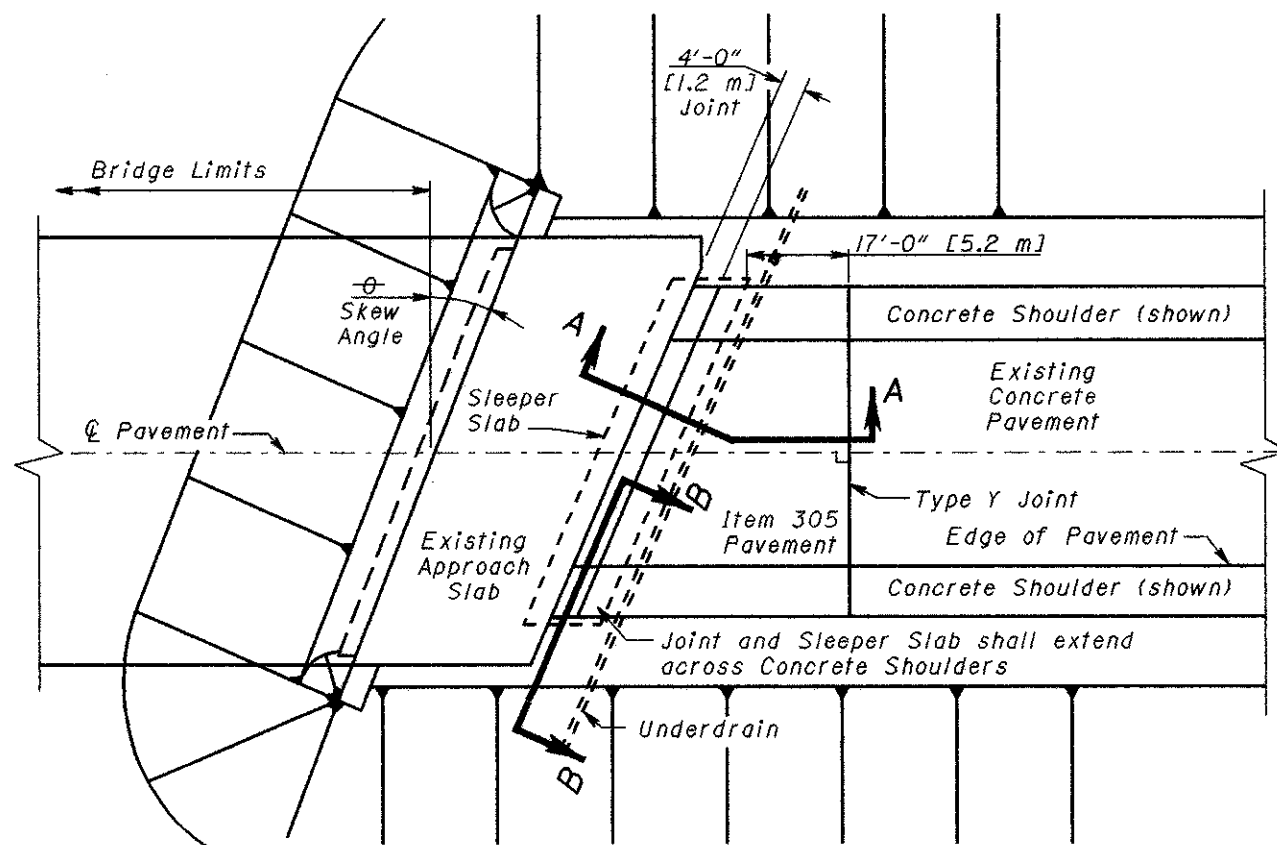 4'-0"
[1.2 m]
Joint
Bridge Limits
17'-0" [5.2 m]
Concrete Shoulder (shown)
θ
Skew
Angle
A
A
Existing
Concrete
Pavement
Sleeper
Slab
℄ Pavement
B
Type Y Joint
Item 305
Pavement
Edge of Pavement
Existing
Approach
Slab
Concrete Shoulder (shown)
Joint and Sleeper Slab shall extend
across Concrete Shoulders
Underdrain
B